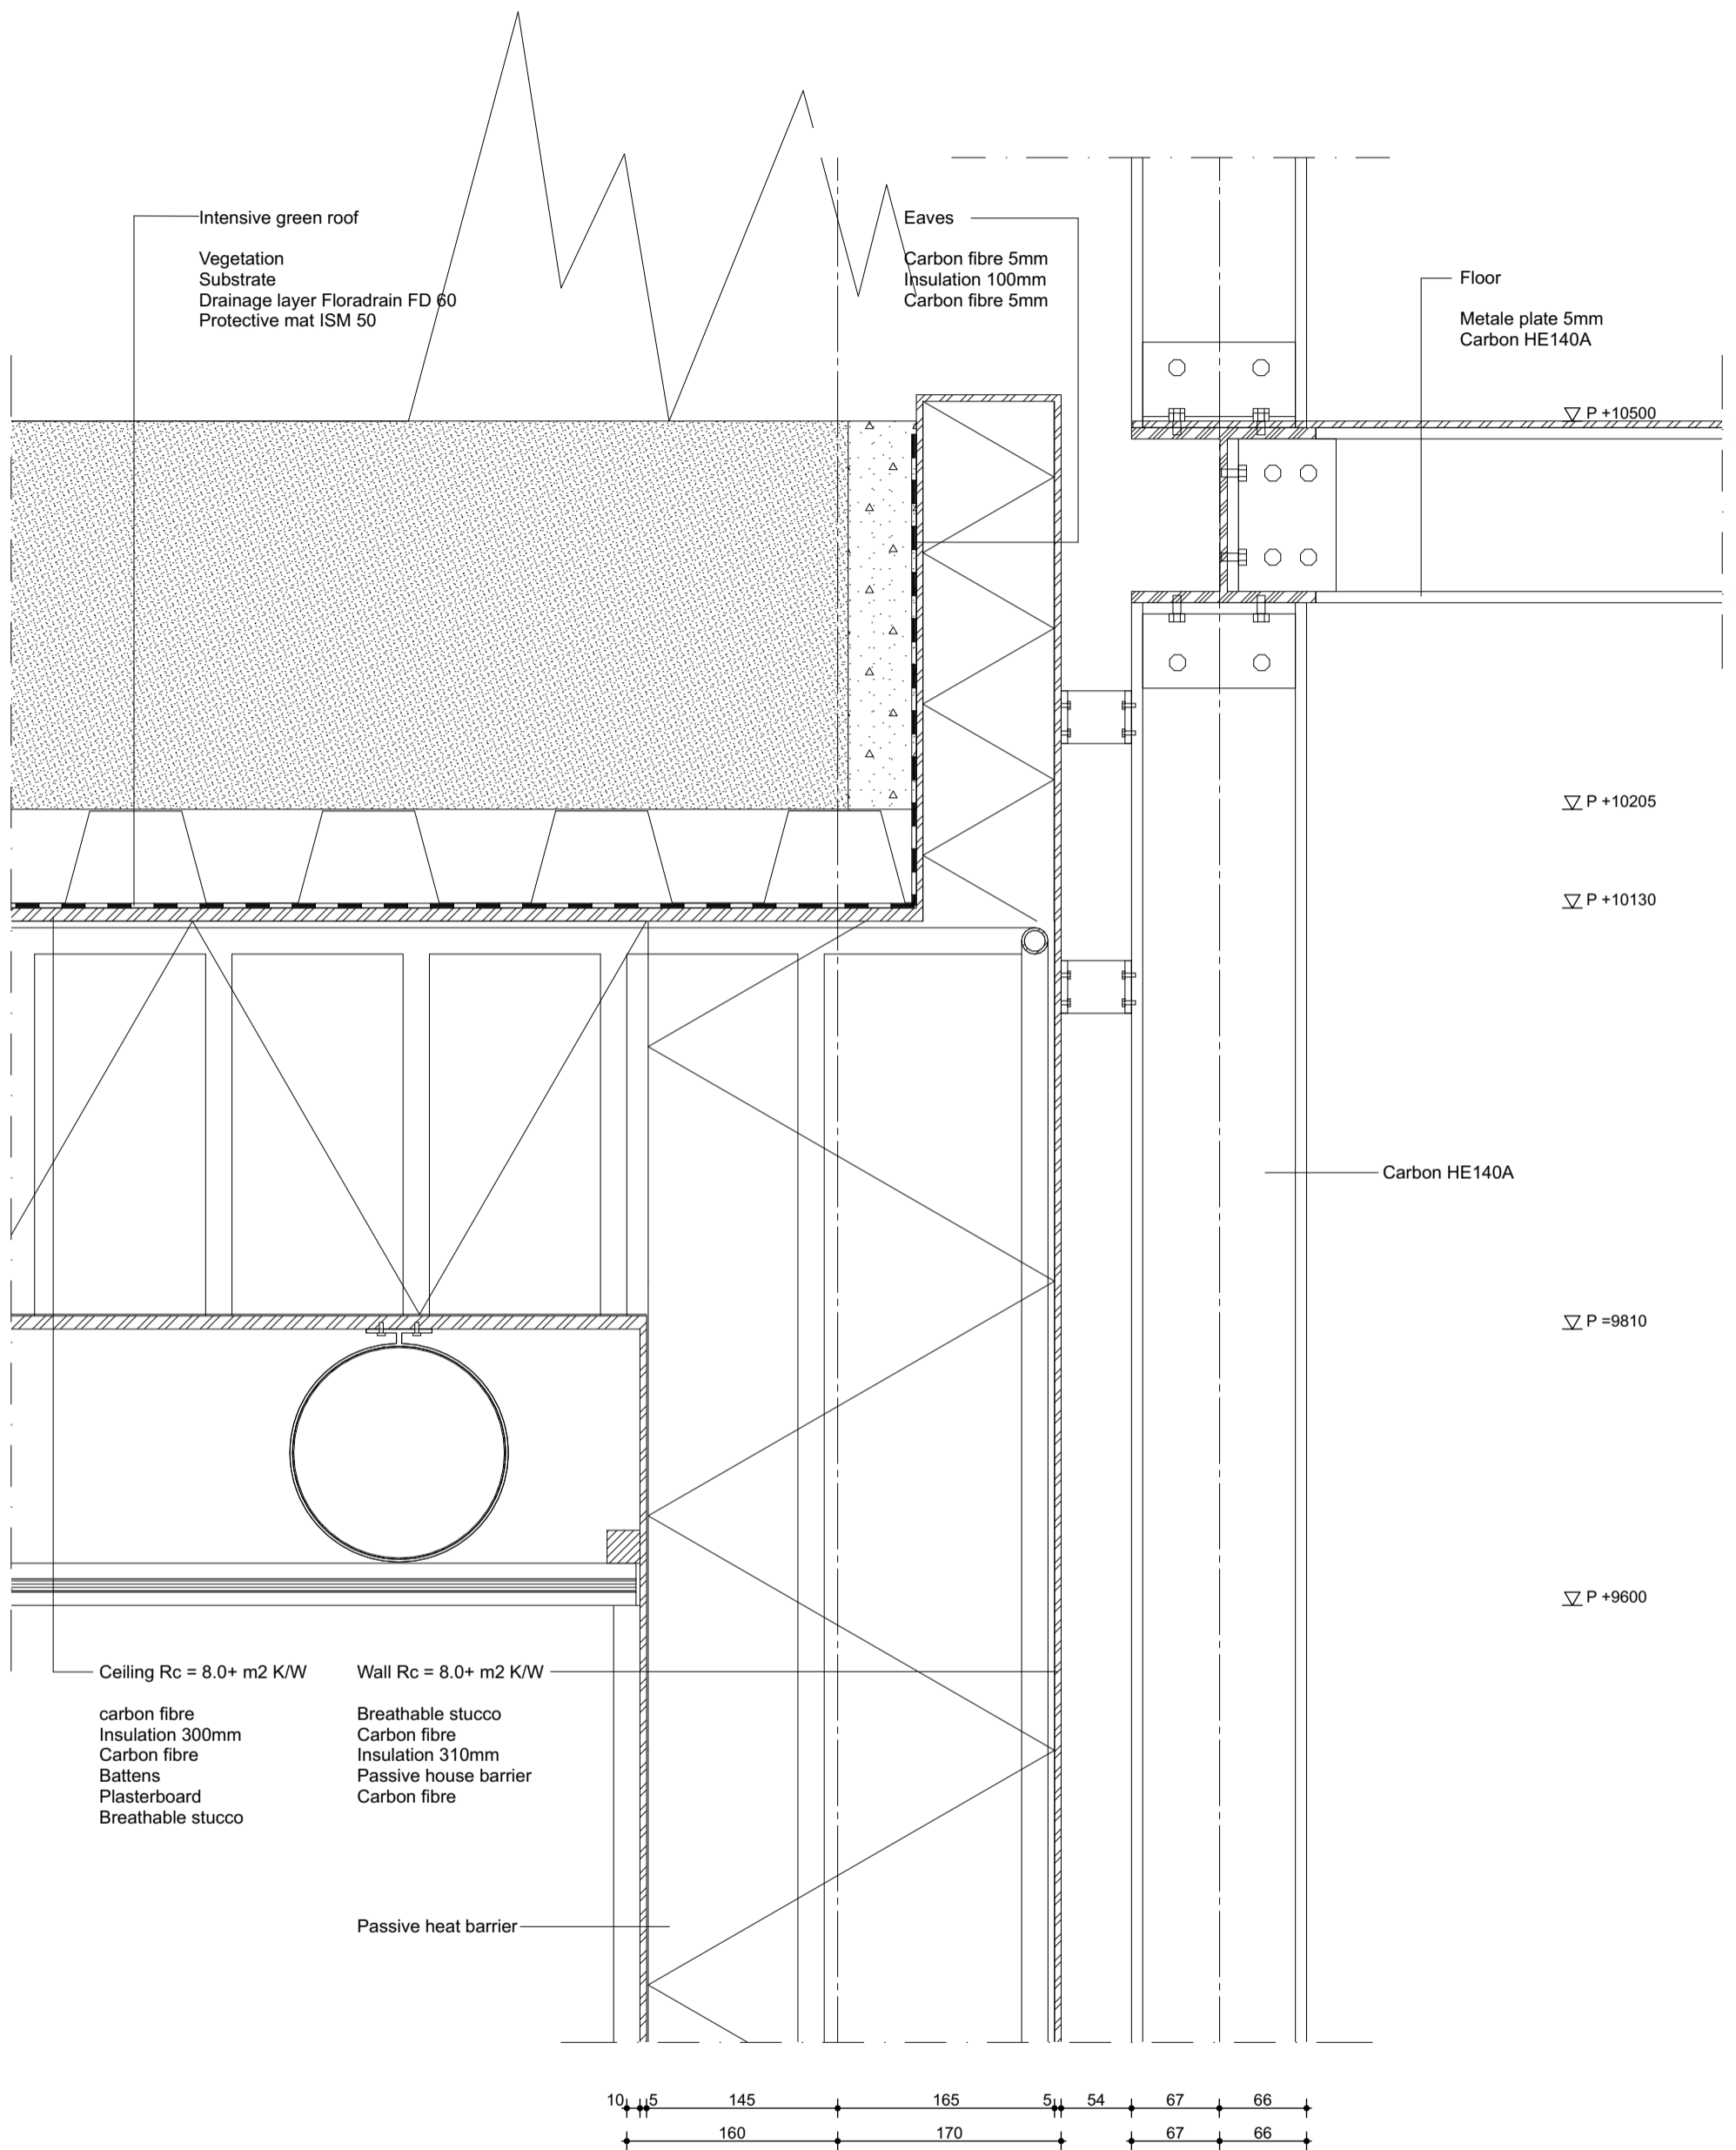 Intensive green roof
Vegetation
Substrate
Drainage layer Floradrain FD 60
Protective mat ISM 50
Eaves
Carbon fibre 5mm
Insulation 100mm
Carbon fibre 5mm
Floor
Metale plate 5mm
Carbon HE140A
P +10500
P +10205
P +10130
Carbon HE140A
P =9810
P +9600
Ceiling Rc = 8.0+ m2 K/W
carbon fibre
Insulation 300mm
Carbon fibre
Battens
Plasterboard
Breathable stucco
Wall Rc = 8.0+ m2 K/W
Breathable stucco
Carbon fibre
Insulation 310mm
Passive house barrier
Carbon fibre
Passive heat barrier
10 5 145 165 5 54 67 66
160 170 67 66